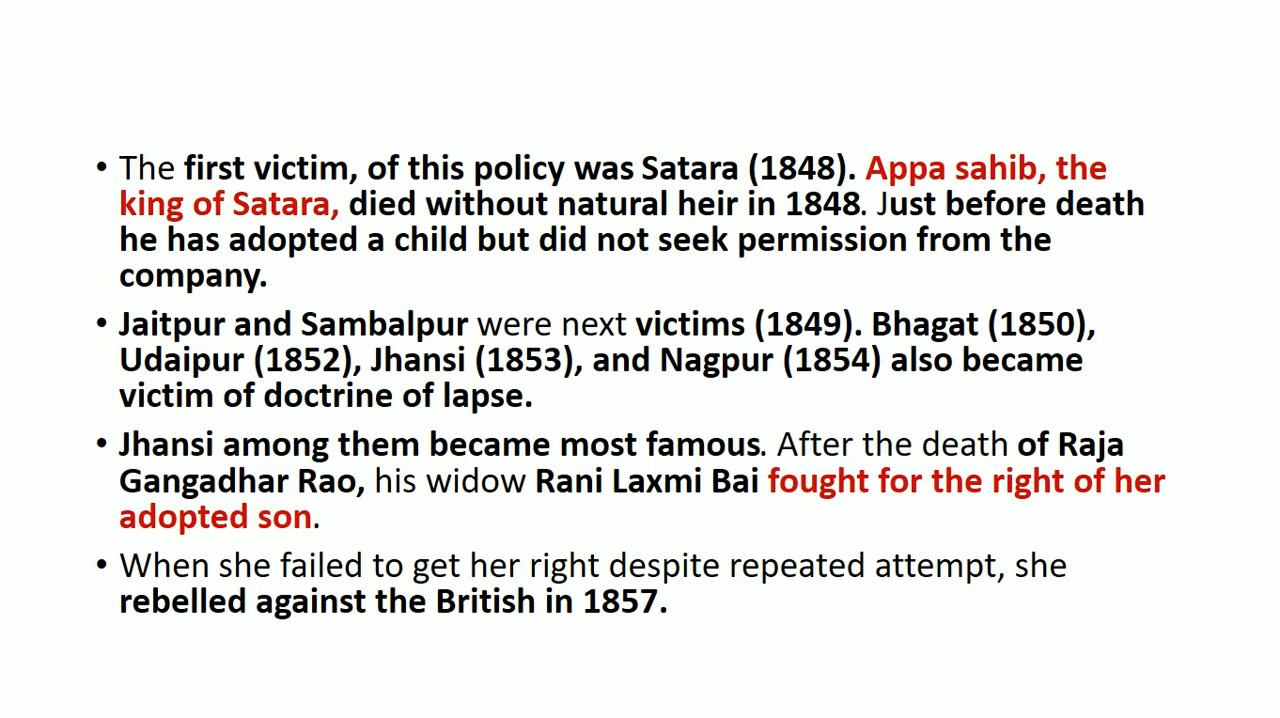 • The first victim, of this policy was Satara (1848). Appa sahib, the
king of Satara, died without natural heir in 1848. Just before death
he has adopted a child but did not seek permission from the
company.
• Jaitpur and Sambalpur were next victims (1849). Bhagat (1850),
Udaipur (1852), Jhansi (1853), and Nagpur (1854) also became
victim of doctrine of lapse.
• Jhansi among them became most famous. After the death of Raja
Gangadhar Rao, his widow Rani Laxmi Bai fought for the right of her
adopted son.
• When she failed to get her right despite repeated attempt, she
rebelled against the British in 1857.